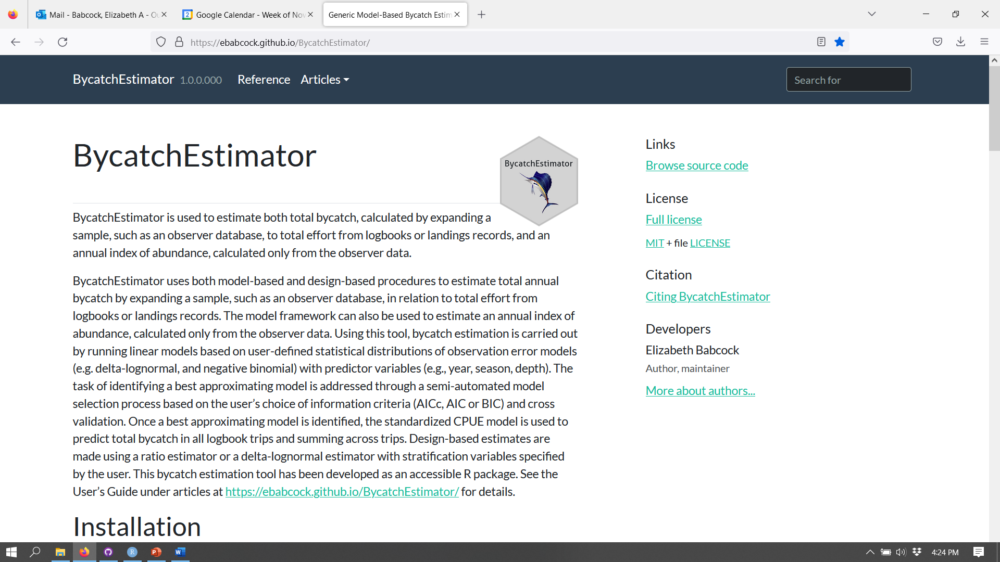 Mail - Babcock, Elizabeth A - Ou
Google Calendar - Week of Nov
Generic Model-Based Bycatch Estim
https://ebabcock.github.io/BycatchEstimator/
BycatchEstimator 1.0.0.000 Reference Articles
Search for
BycatchEstimator
BycatchEstimator
BycatchEstimator is used to estimate both total bycatch, calculated by expanding a
sample, such as an observer database, to total effort from logbooks or landings records, and an
annual index of abundance, calculated only from the observer data.
BycatchEstimator uses both model-based and design-based procedures to estimate total annual
bycatch by expanding a sample, such as an observer database, in relation to total effort from
logbooks or landings records. The model framework can also be used to estimate an annual index of
abundance, calculated only from the observer data. Using this tool, bycatch estimation is carried out
by running linear models based on user-defined statistical distributions of observation error models
(e.g. delta-lognormal, and negative binomial) with predictor variables (e.g., year, season, depth). The
task of identifying a best approximating model is addressed through a semi-automated model
selection process based on the user’s choice of information criteria (AICc, AIC or BIC) and cross
validation. Once a best approximating model is identified, the standardized CPUE model is used to
predict total bycatch in all logbook trips and summing across trips. Design-based estimates are
made using a ratio estimator or a delta-lognormal estimator with stratification variables specified
by the user. This bycatch estimation tool has been developed as an accessible R package. See the
User’s Guide under articles at https://ebabcock.github.io/BycatchEstimator/ for details.
Installation
Links
Browse source code
License
Full license
MIT + file LICENSE
Citation
Citing BycatchEstimator
Developers
Elizabeth Babcock
Author, maintainer
More about authors...
4:24 PM